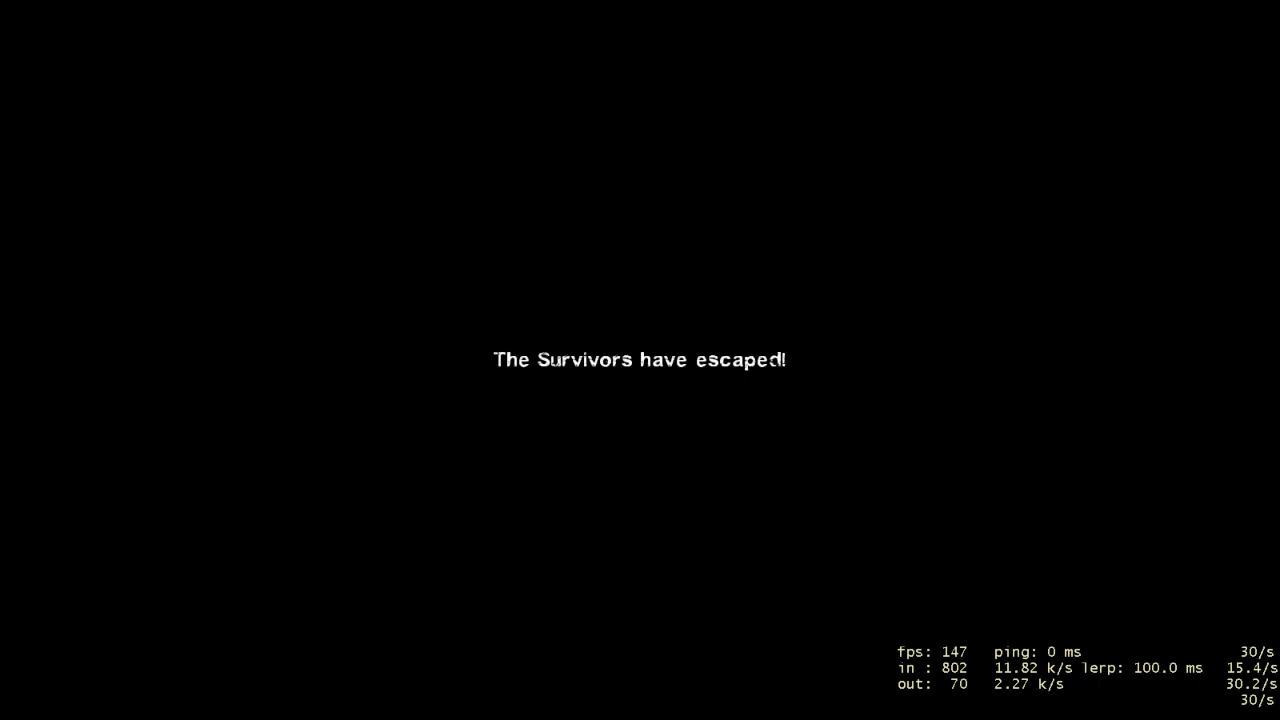 The Survivors have escaped!
fps: 147 ping: 0 ms 30/s
in : 802 11.82 k/s lerp: 100.0 ms 15.4/s
out: 70 2.27 k/s 30.2/s
30/s